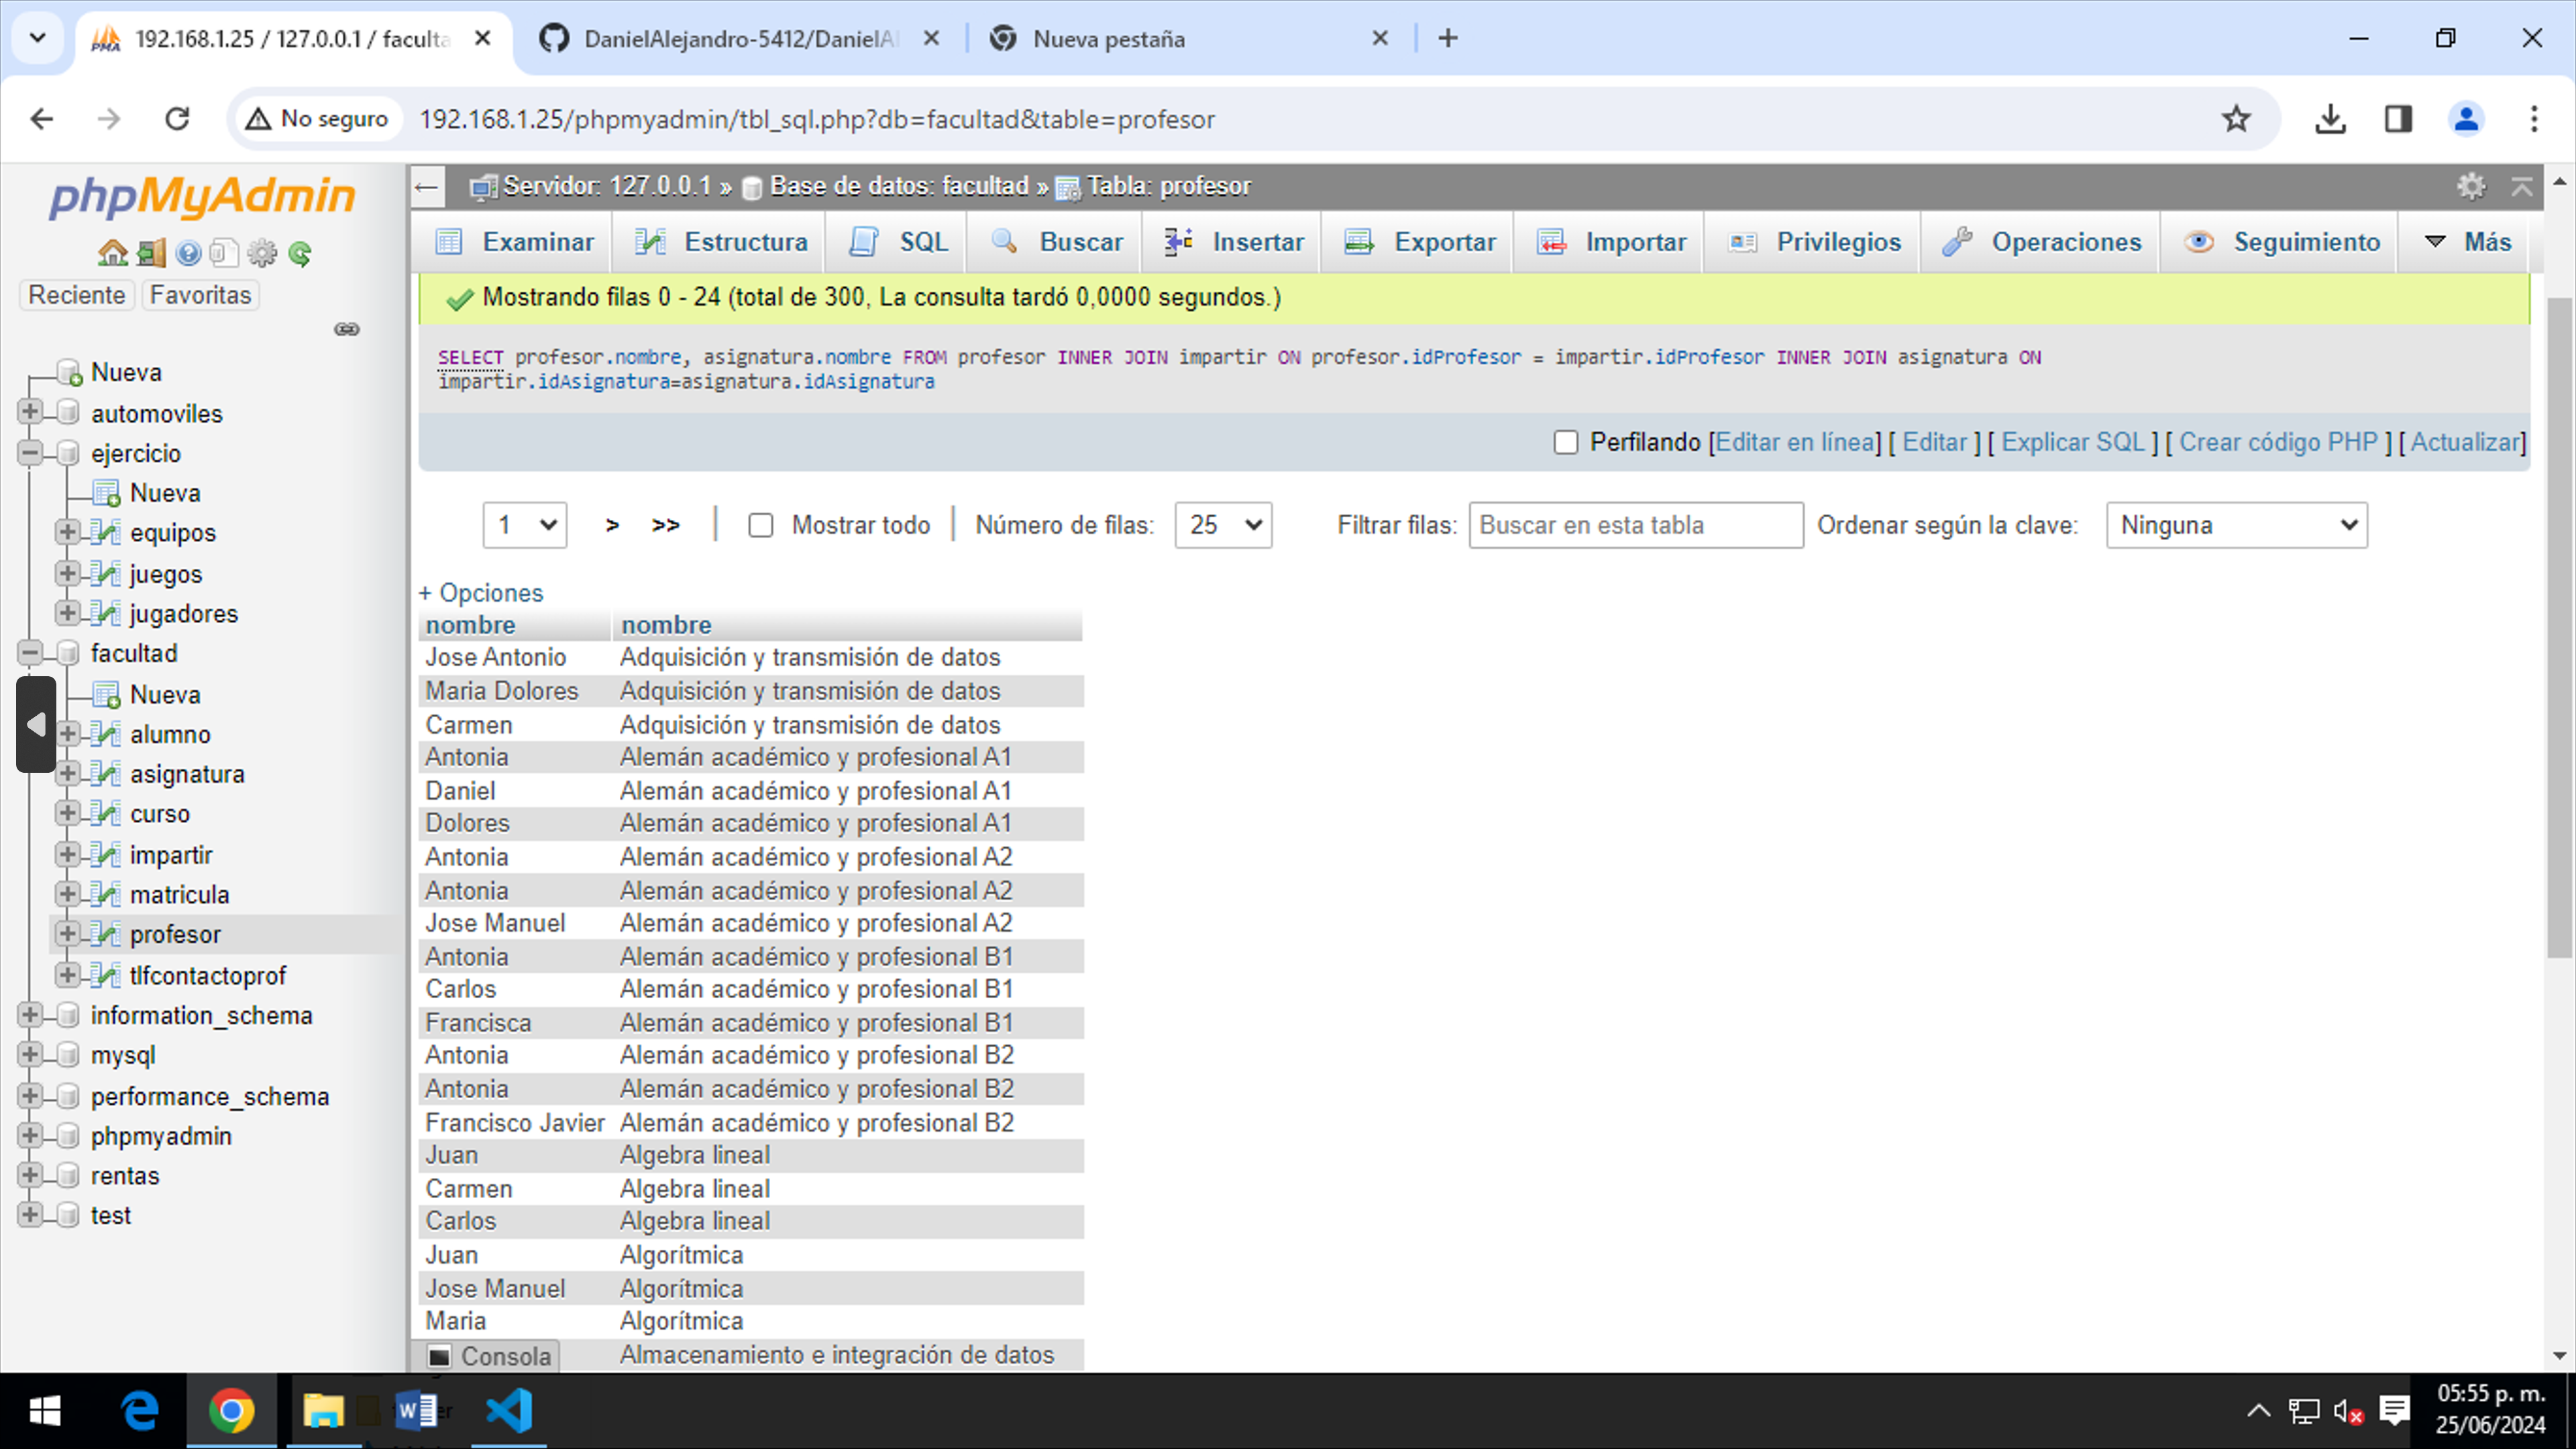 192.168.1.25 / 127.0.0.1 / faculta
DanielAlejandro-5412/DanielA
Nueva pestaña
No seguro
192.168.1.25/phpmyadmin/tbl_sql.php?db=facultad&table=profesor
phpMyAdmin
Reciente Favoritas
Nueva
automoviles
ejercicio
Nueva
equipos
juegos
jugadores
facultad
Nueva
alumno
asignatura
curso
impartir
matricula
profesor
tlfcontactoprof
information_schema
mysql
performance_schema
phpmyadmin
rentas
test
Servidor: 127.0.0.1 » Base de datos: facultad » Tabla: profesor
Examinar Estructura SQL Buscar Insertar Exportar Importar Privilegios Operaciones Seguimiento Más
Mostrando filas 0 - 24 (total de 300, La consulta tardó 0,0000 segundos.)
SELECT profesor.nombre, asignatura.nombre FROM profesor INNER JOIN impartir ON profesor.idProfesor = impartir.idProfesor INNER JOIN asignatura ON
impartir.idAsignatura=asignatura.idAsignatura
Perfilando [Editar en línea] [ Editar ] [ Explicar SQL ] [ Crear código PHP ] [ Actualizar]
1 > >> Mostrar todo Número de filas: 25 Filtrar filas: Buscar en esta tabla Ordenar según la clave: Ninguna
+ Opciones
nombre nombre
Jose Antonio Adquisición y transmisión de datos
Maria Dolores Adquisición y transmisión de datos
Carmen Adquisición y transmisión de datos
Antonia Alemán académico y profesional A1
Daniel Alemán académico y profesional A1
Dolores Alemán académico y profesional A1
Antonia Alemán académico y profesional A2
Antonia Alemán académico y profesional A2
Jose Manuel Alemán académico y profesional A2
Antonia Alemán académico y profesional B1
Carlos Alemán académico y profesional B1
Francisca Alemán académico y profesional B1
Antonia Alemán académico y profesional B2
Antonia Alemán académico y profesional B2
Francisco Javier Alemán académico y profesional B2
Juan Algebra lineal
Carmen Algebra lineal
Carlos Algebra lineal
Juan Algorítmica
Jose Manuel Algorítmica
Maria Algorítmica
Consola Almacenamiento e integración de datos
05:55 p. m.
25/06/2024